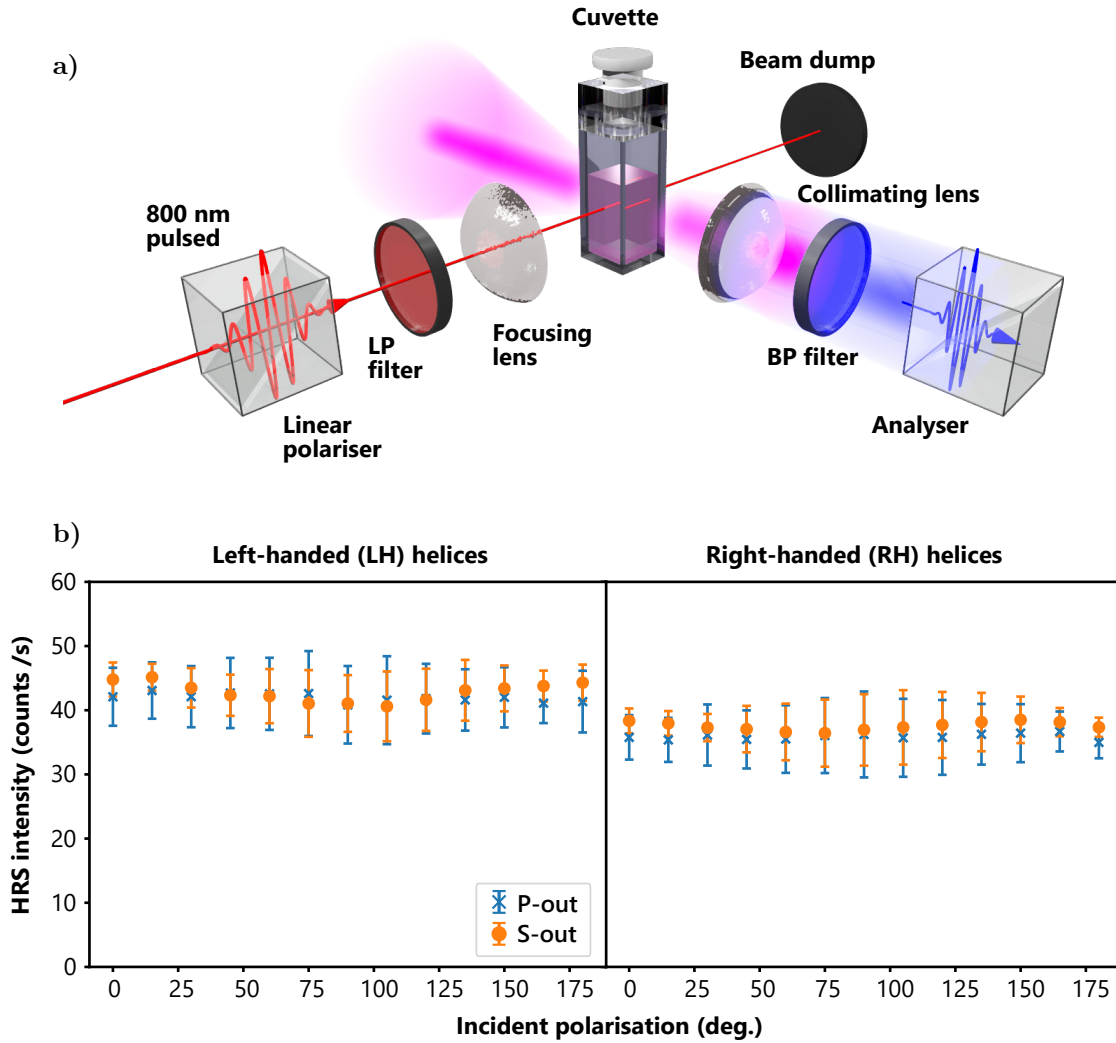 a)
Cuvette
Beam dump
Collimating lens
800 nm
pulsed
LP
filter
Focusing
lens
BP filter
Linear
polariser
Analyser
b)
Left-handed (LH) helices
Right-handed (RH) helices
HRS intensity (counts /s)
60
50
40
30
20
10
0
P-out
S-out
0 25 50 75 100 125 150 175
0 25 50 75 100 125 150 175
Incident polarisation (deg.)